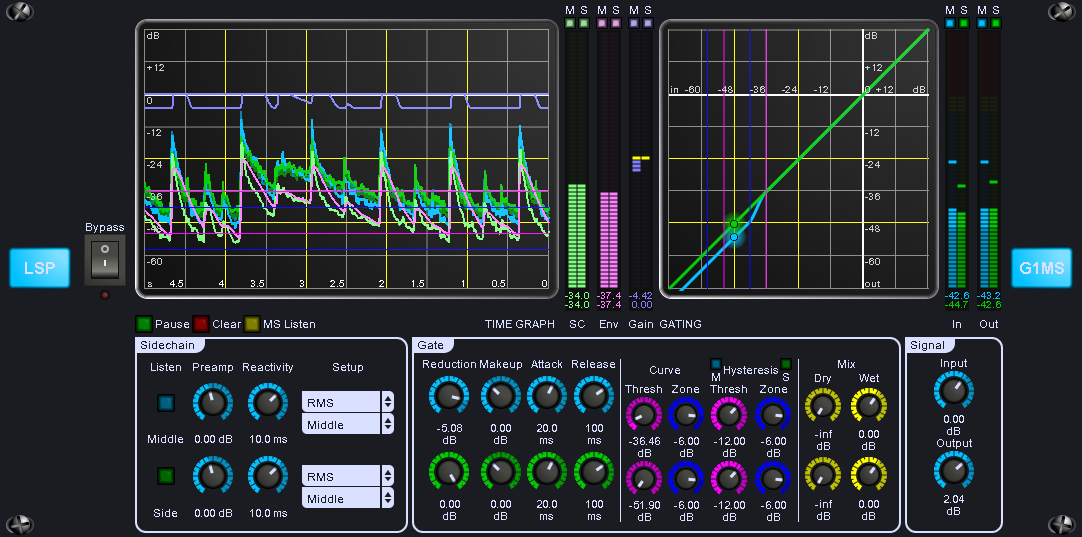 M S M S M S M S M S
dB
+12
0
-12
-24
-36
-48
-60
s 4.5 4 3.5 3 2.5 2 1.5 1 0.5 0
dB
+12
in -60 -48 -36 -24 -12 0 +12 dB
-12
-24
-36
-48
-60
out
Bypass
LSP
G1MS
-34.0 -37.4 -4.42 -42.6 -43.2
-34.0 -37.4 0.00 -44.7 -42.6
Pause Clear MS Listen TIME GRAPH SC Env Gain GATING In Out
Sidechain
Listen Preamp Reactivity Setup
RMS
Middle
Middle 0.00 dB 10.0 ms
RMS
Middle
Side 0.00 dB 10.0 ms
Gate
Reduction Makeup Attack Release
-5.08 dB 0.00 dB 20.0 ms 100 ms
0.00 dB 0.00 dB 20.0 ms 100 ms
Curve M Hysteresis S
Thresh Zone Thresh Zone
-36.46 dB -6.00 dB -12.00 dB -6.00 dB
-51.90 dB -6.00 dB -12.00 dB -6.00 dB
Mix
Dry Wet
-inf dB 0.00 dB
-inf dB 0.00 dB
Signal
Input
0.00 dB
Output
2.04 dB